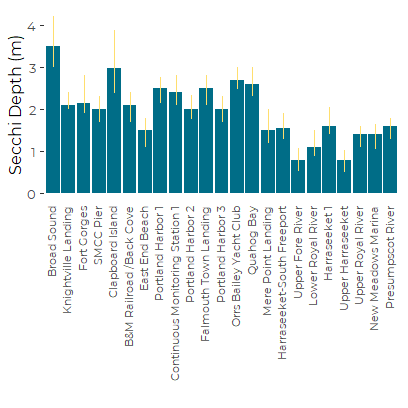 Secchi Depth (m)
4
3
2
1
0
Broad Sound
Knightville Landing
Fort Gorges
SMCC Pier
Clapboard Island
B&M Railroad / Back Cove
East End Beach
Portland Harbor 1
Continuous Monitoring Station 1
Portland Harbor 2
Falmouth Town Landing
Portland Harbor 3
Orrs Bailey Yacht Club
Quahog Bay
Mere Point Landing
Harraseeket-South Freeport
Upper Fore River
Lower Royal River
Harraseeket 1
Upper Harraseeket
Upper Royal River
New Meadows Marina
Presumpscot River